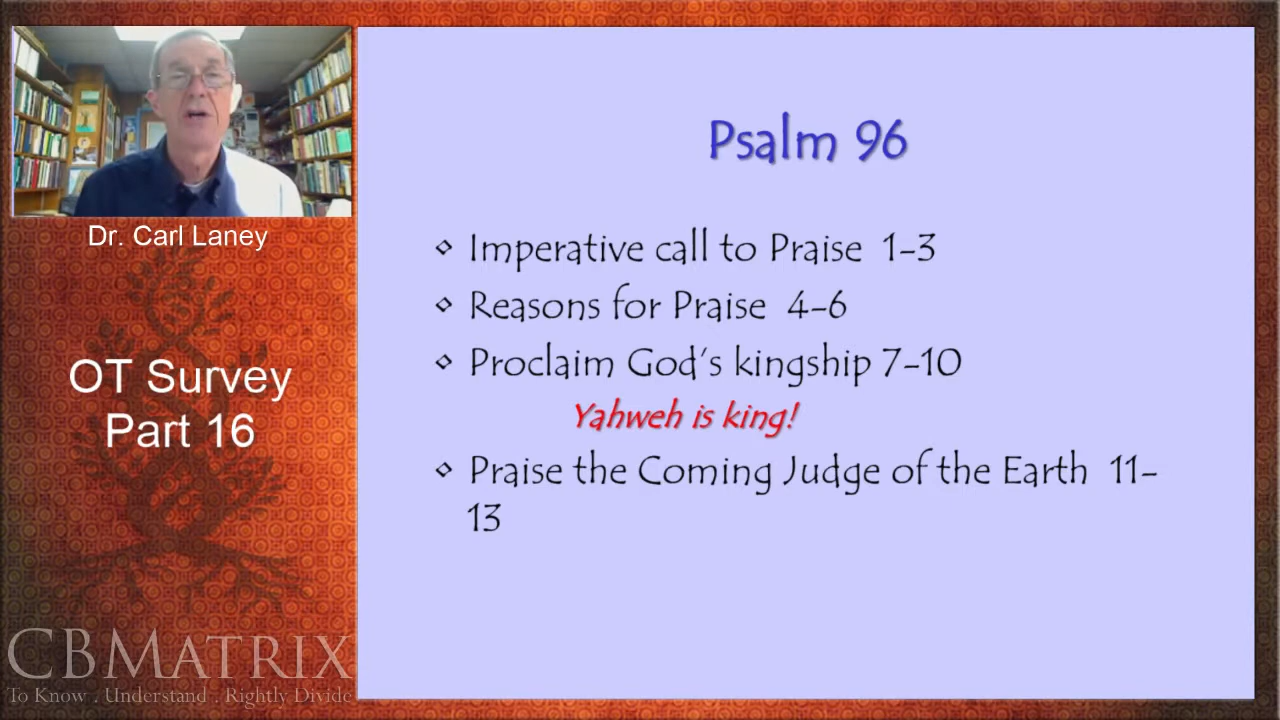 Dr. Carl Laney
OT Survey
Part 16
CBMATRIX
To Know . Understand . Rightly Divide
Psalm 96
Imperative call to Praise 1-3
Reasons for Praise 4-6
Proclaim God's kingship 7-10
Yahweh is king!
Praise the Coming Judge of the Earth 11-
13